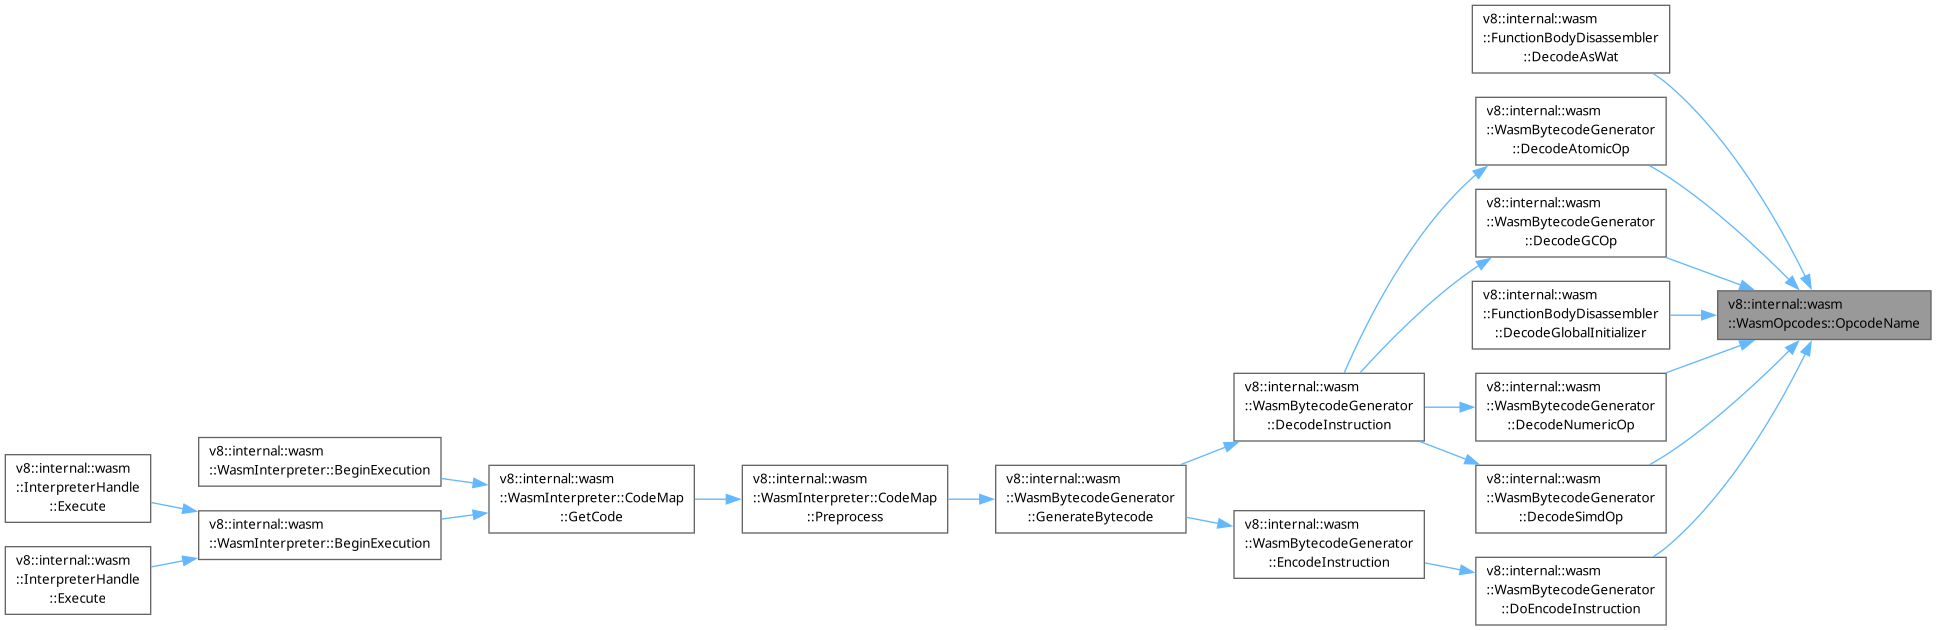 v8::internal::wasm
::FunctionBodyDisassembler
::DecodeAsWat
v8::internal::wasm
::WasmBytecodeGenerator
::DecodeAtomicOp
v8::internal::wasm
::WasmBytecodeGenerator
::DecodeGCOp
v8::internal::wasm
::FunctionBodyDisassembler
::DecodeGlobalInitializer
v8::internal::wasm
::WasmOpcodes::OpcodeName
v8::internal::wasm
::WasmBytecodeGenerator
::DecodeInstruction
v8::internal::wasm
::WasmBytecodeGenerator
::DecodeNumericOp
v8::internal::wasm
::InterpreterHandle
::Execute
v8::internal::wasm
::WasmInterpreter::BeginExecution
v8::internal::wasm
::WasmInterpreter::CodeMap
::GetCode
v8::internal::wasm
::WasmInterpreter::CodeMap
::Preprocess
v8::internal::wasm
::WasmBytecodeGenerator
::GenerateBytecode
v8::internal::wasm
::WasmBytecodeGenerator
::DecodeSimdOp
v8::internal::wasm
::InterpreterHandle
::Execute
v8::internal::wasm
::WasmInterpreter::BeginExecution
v8::internal::wasm
::WasmBytecodeGenerator
::EncodeInstruction
v8::internal::wasm
::WasmBytecodeGenerator
::DoEncodeInstruction